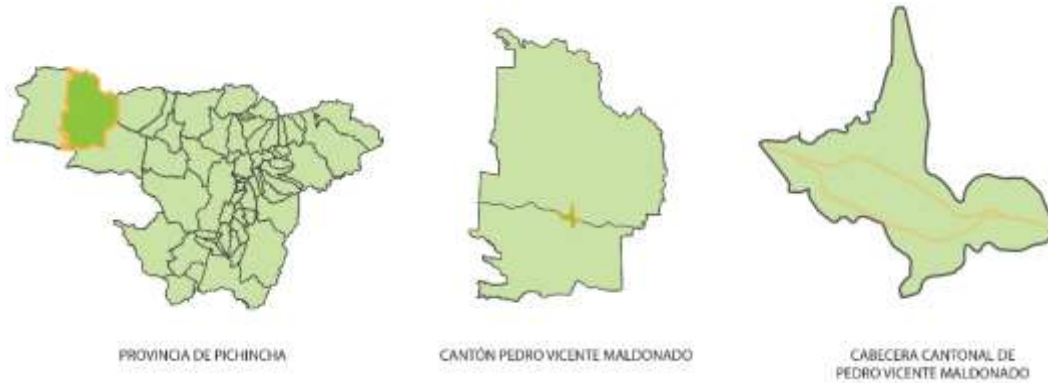 PROVINCIA DE PICHINCHA
CANTÓN PEDRO VICENTE MALDONADO
CABECERA CANTONAL DE
PEDRO VICENTE MALDONADO